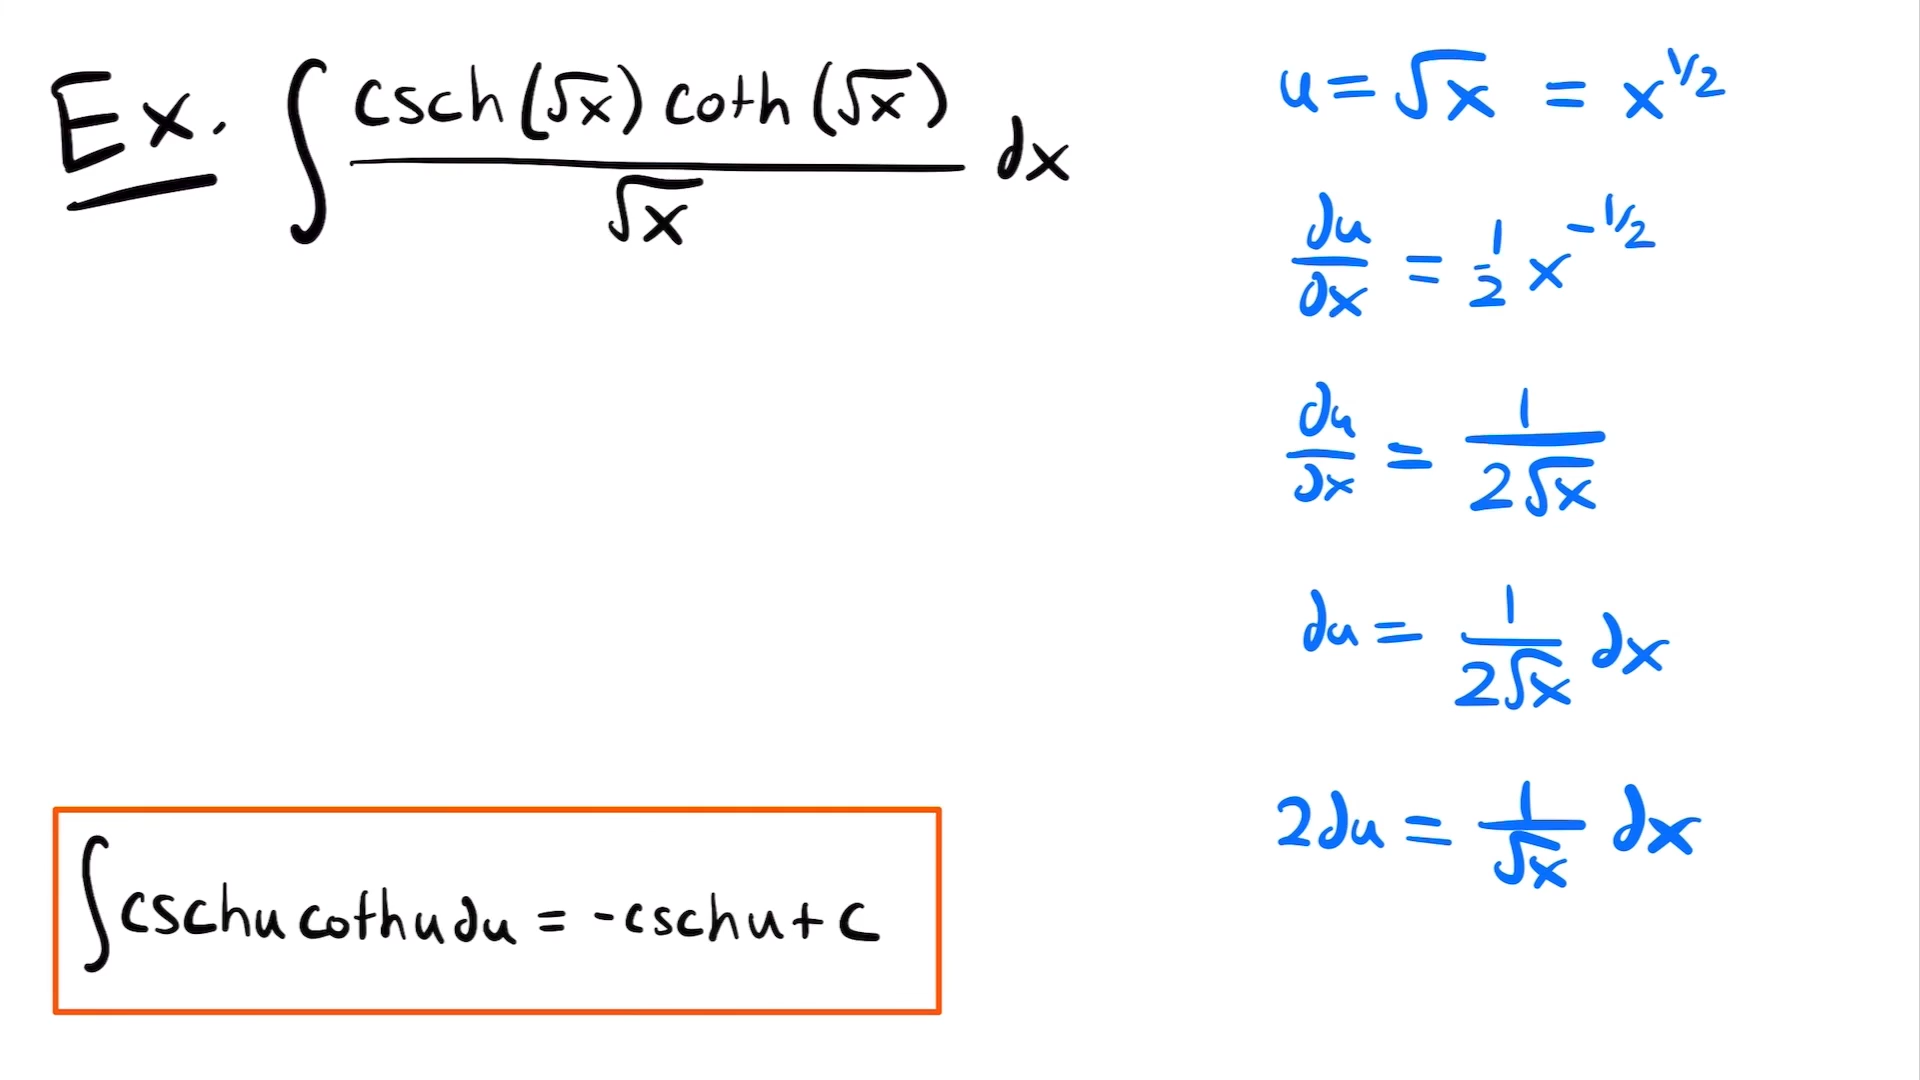 Ex. ∫ csch(√x) coth(√x) / √x dx
∫ csch u coth u du = -csch u + C
u = √x = x^1/2
du/dx = 1/2 x^-1/2
du/dx = 1/2√x
du = 1/2√x dx
2du = 1/√x dx